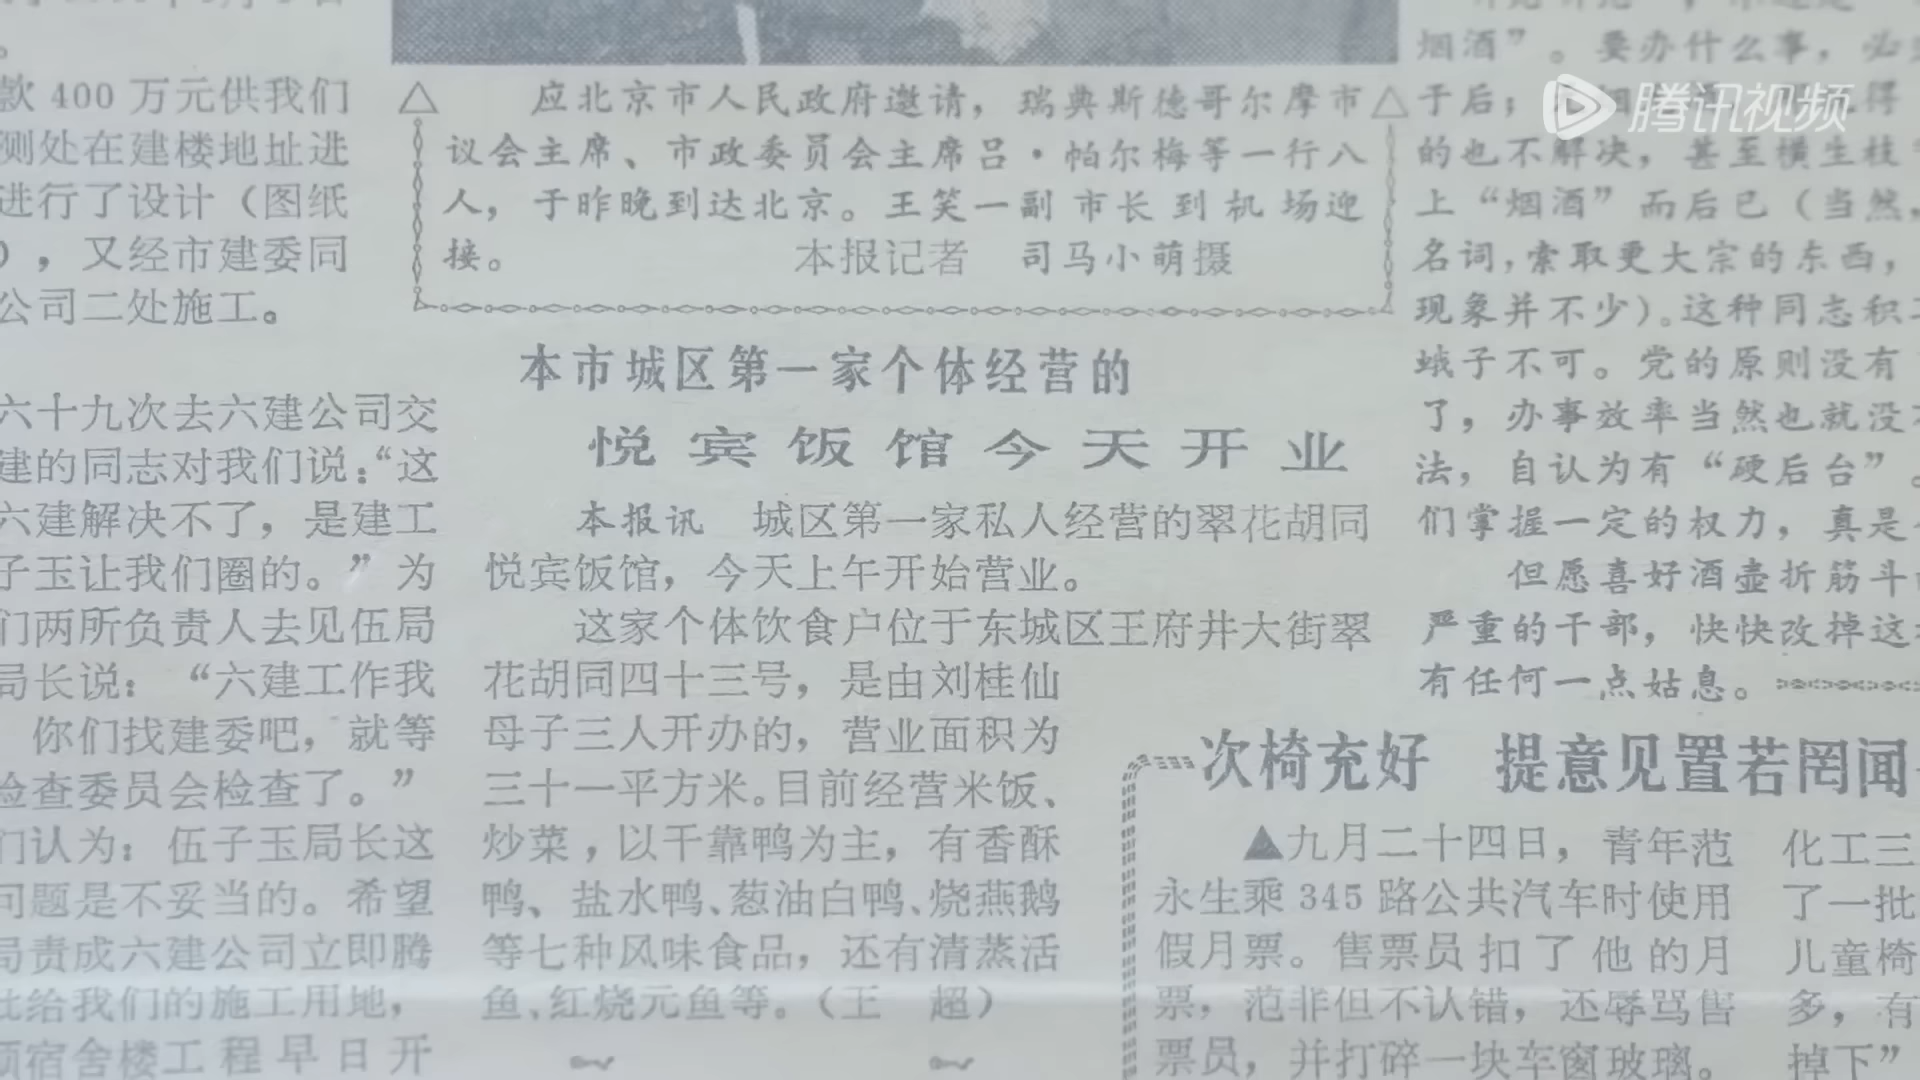 款400万元供我们
测处在建楼地址进
进行了设计（图纸
），又经市建委同
公司二处施工。
六十九次去六建公司交
建的同志对我们说：“这
六建解决不了，是建工
子玉让我们圈的。”为
们两所负责人去见伍局
局长说：“六建工作我
你们找建委吧，就等
检查委员会检查了。”
们认为：伍子玉局长这
问题是不妥当的。希望
局责成六建公司立即腾
批给我们的施工用地，
宿舍楼工程早日开
应北京市人民政府邀请，瑞典斯德哥尔摩市
议会主席、市政委员会主席吕·帕尔梅等一行八
人，于昨晚到达北京。王笑一副市长到机场迎
接。 本报记者 司马小萌摄
本市城区第一家个体经营的
悦宾饭馆今天开业
本报讯 城区第一家私人经营的翠花胡同
悦宾饭馆，今天上午开始营业。
这家个体饮食户位于东城区王府井大街翠
花胡同四十三号，是由刘桂仙
母子三人开办的，营业面积为
三十一平方米。目前经营米饭、
炒菜，以干靠鸭为主，有香酥
鸭、盐水鸭、葱油白鸭、烧燕鹅
等七种风味食品，还有清蒸活
鱼、红烧元鱼等。（王 超）
烟酒”。要办什么事，必
于后；得
的也不解决，甚至横生枝
上“烟酒”而后已（当然，
名词，索取更大宗的东西，
现象并不少）。这种同志积
蛾子不可。党的原则没有
了，办事效率当然也就没
法，自认为有“硬后台”。
们掌握一定的权力，真是
但愿喜好酒壶折筋斗
严重的干部，快快改掉这
有任何一点姑息。
次椅充好 提意见置若罔闻
▲九月二十四日，青年范
永生乘345路公共汽车时使用
假月票。售票员扣了他的月
票，范非但不认错，还辱骂售
票员，并打碎一块车窗玻璃。
化工三
了一批
儿童椅
多，有
掉下”
腾讯视频